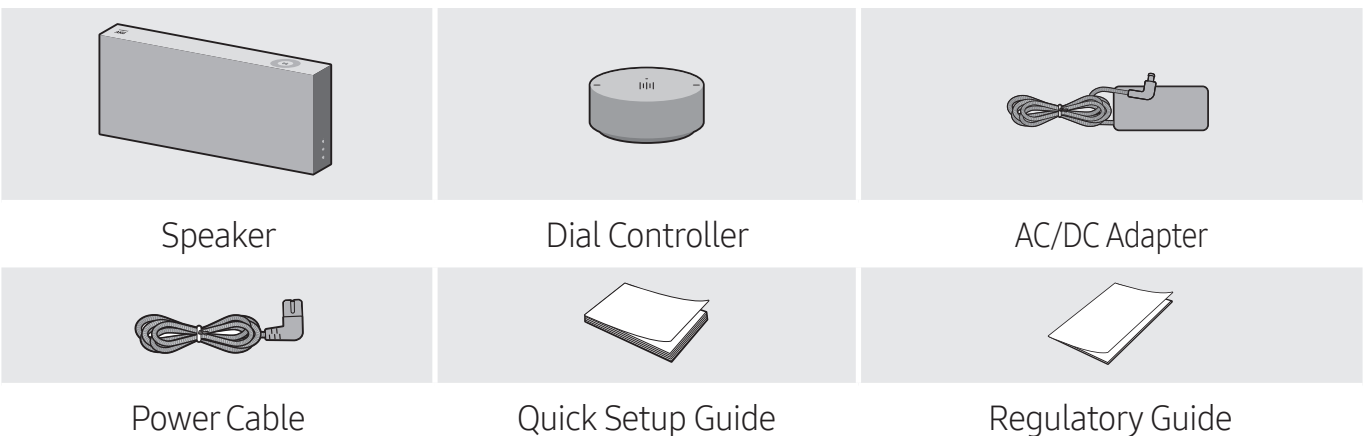 Speaker
Dial Controller
AC/DC Adapter
Power Cable
Quick Setup Guide
Regulatory Guide